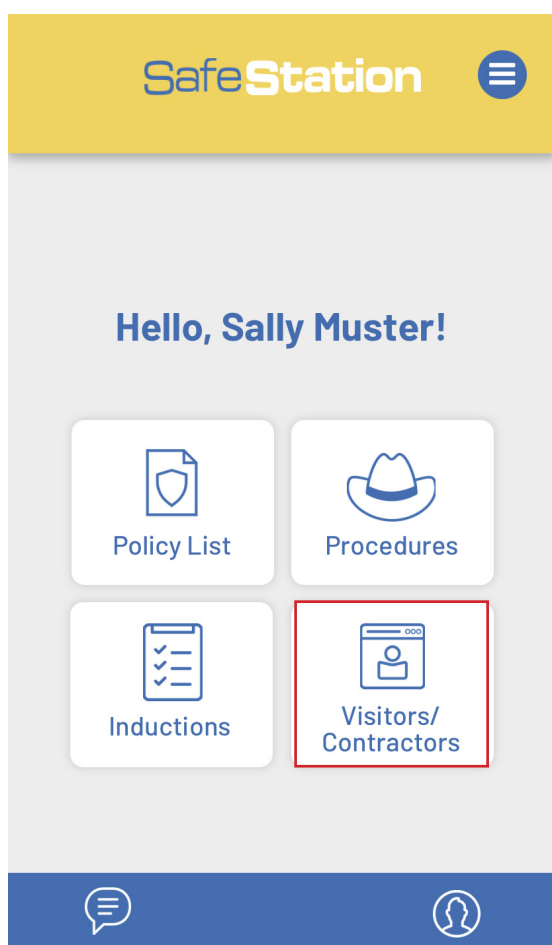 SafeStation
Hello, Sally Muster!
Policy List
Procedures
Inductions
Visitors/
Contractors